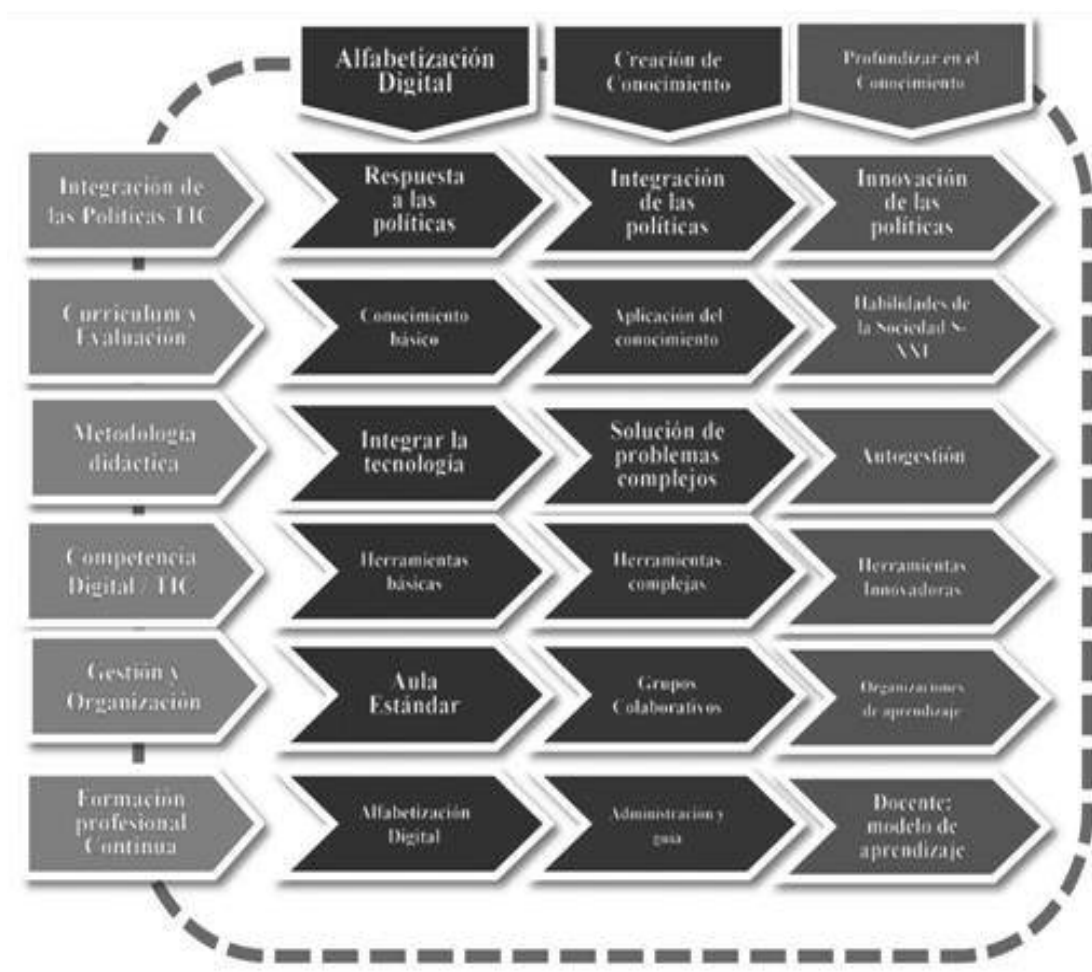 Alfabetización
Digital
Creación de
Conocimiento
Profundizar en el
Conocimiento
Integración de
las Políticas TIC
Respuesta
a las
políticas
Integración
de las
políticas
Innovación
de las
políticas
Curriculum y
Evaluación
Conocimiento
básico
Aplicación del
conocimiento
Habilidades de
la Sociedad S-
XXI
Metodología
didáctica
Integrar la
tecnología
Solución de
problemas
complejos
Autogestión
Competencia
Digital / TIC
Herramientas
básicas
Herramientas
complejas
Herramientas
Innovadoras
Gestión y
Organización
Aula
Estándar
Grupos
Colaborativos
Organizaciones
de aprendizaje
Formación
profesional
Continua
Alfabetización
Digital
Administración y
guía
Docente:
modelo de
aprendizaje